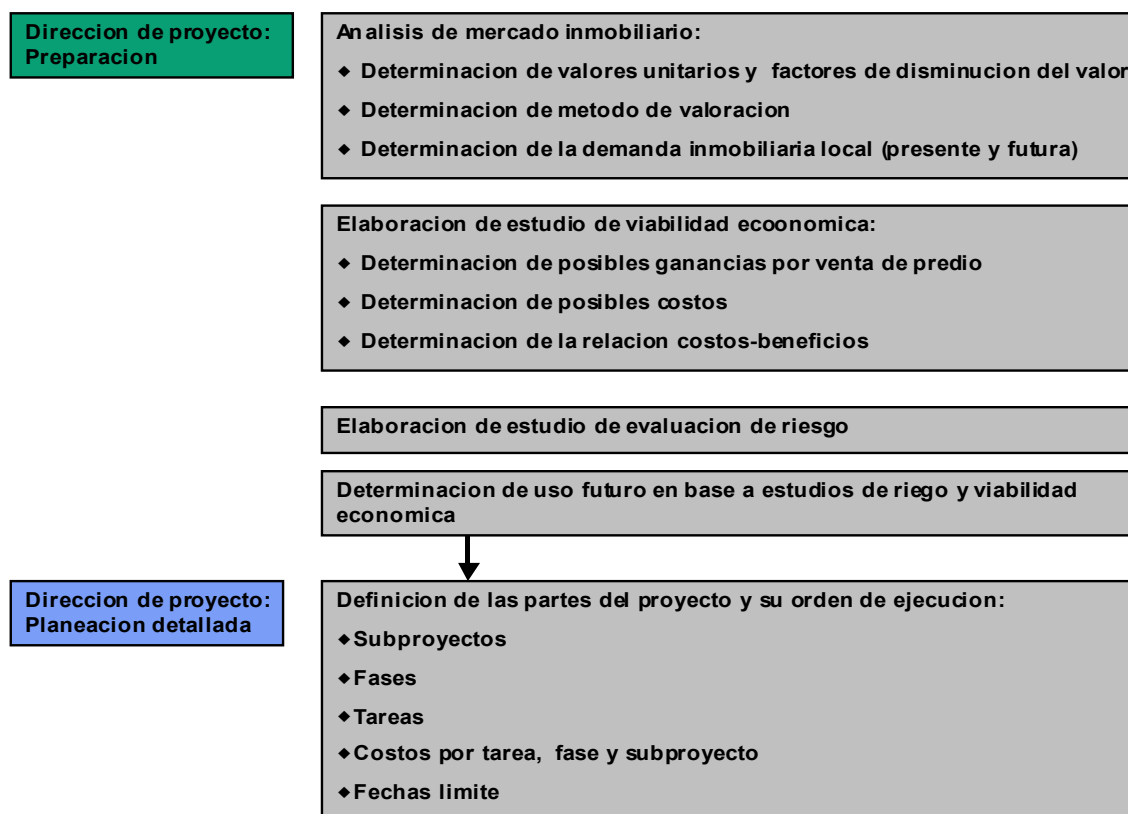 Direccion de proyecto:
Preparacion
Analisis de mercado inmobiliario:
◆ Determinacion de valores unitarios y factores de disminucion del valor
◆ Determinacion de metodo de valoracion
◆ Determinacion de la demanda inmobiliaria local (presente y futura)
Elaboracion de estudio de viabilidad ecoonomica:
◆ Determinacion de posibles ganancias por venta de predio
◆ Determinacion de posibles costos
◆ Determinacion de la relacion costos-beneficios
Elaboracion de estudio de evaluacion de riesgo
Determinacion de uso futuro en base a estudios de riego y viabilidad
economica
Direccion de proyecto:
Planeacion detallada
Definicion de las partes del proyecto y su orden de ejecucion:
◆Subproyectos
◆Fases
◆Tareas
◆Costos por tarea, fase y subproyecto
◆Fechas limite